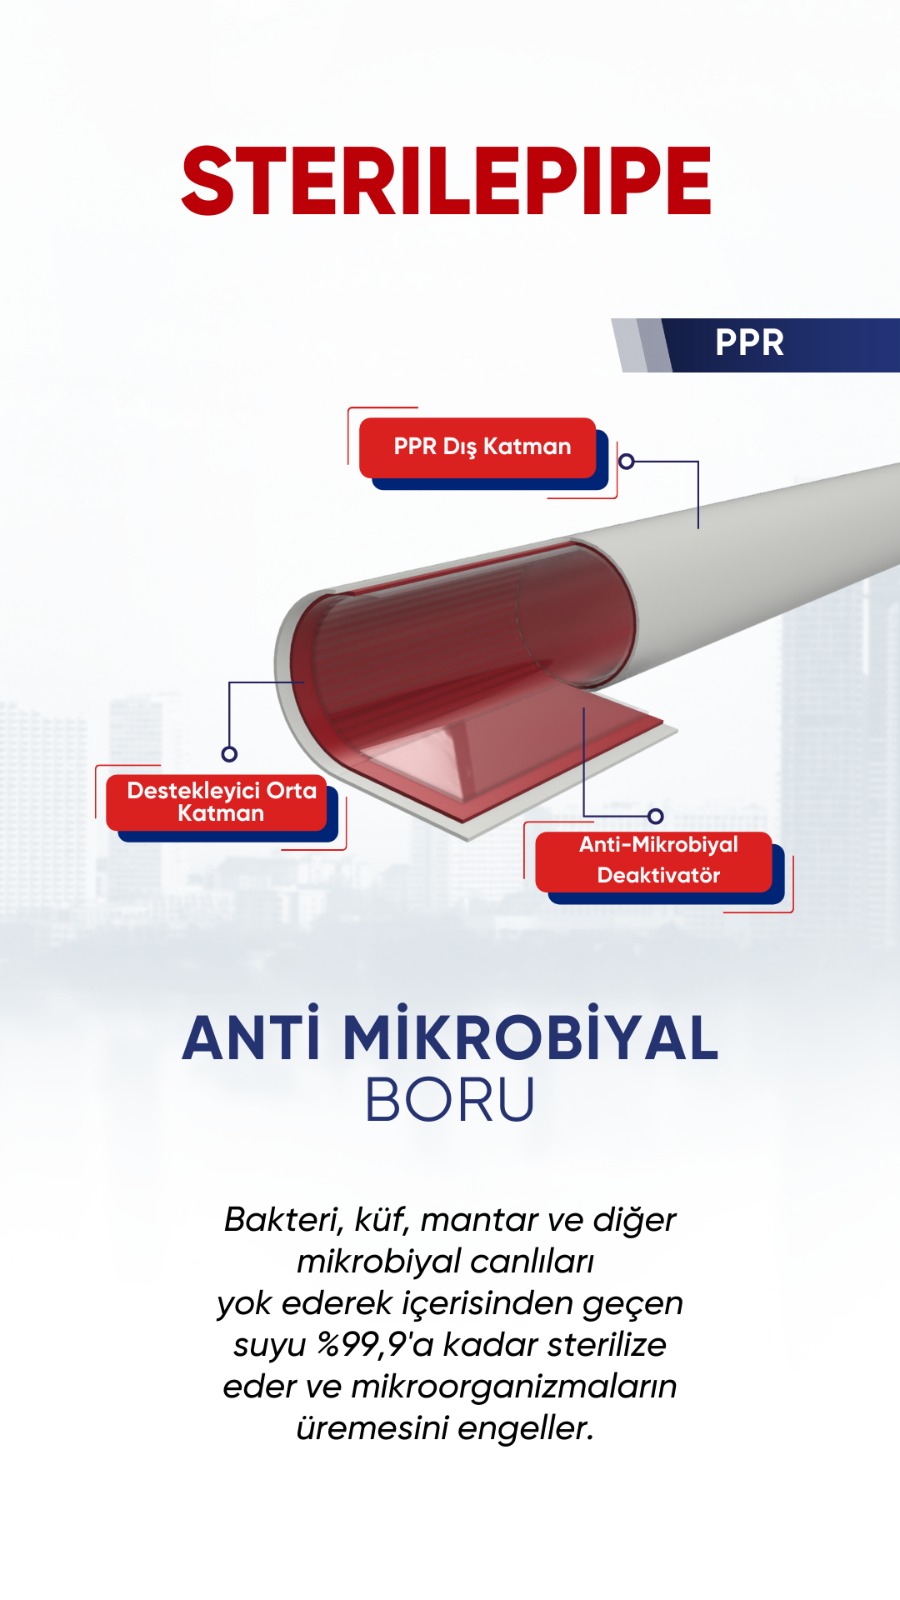 STERILEPIPE
PPR
PPR Dış Katman
Destekleyici Orta
Katman
Anti-Mikrobiyal
Deaktivatör
ANTİ MİKROBİYAL
BORU
Bakteri, küf, mantar ve diğer
mikrobiyal canlıları
yok ederek içerisinden geçen
suyu %99,9'a kadar sterilize
eder ve mikroorganizmaların
üremesini engeller.